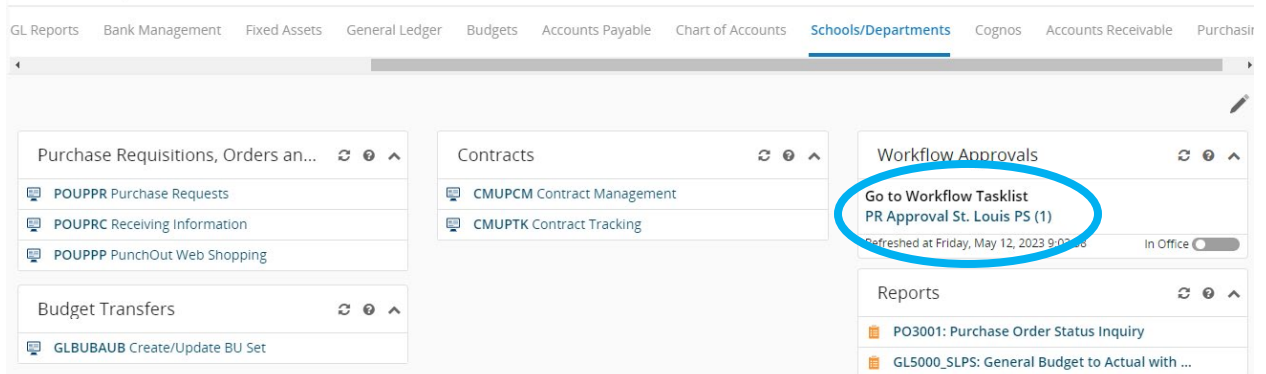 GL Reports Bank Management Fixed Assets General Ledger Budgets Accounts Payable Chart of Accounts Schools/Departments Cognos Accounts Receivable Purchasin
Purchase Requisitions, Orders an...
POUPPR Purchase Requests
POUPRC Receiving Information
POUPPP PunchOut Web Shopping
Budget Transfers
GLBUBAUB Create/Update BU Set
Contracts
CMUPCM Contract Management
CMUPTK Contract Tracking
Workflow Approvals
Go to Workflow Tasklist
PR Approval St. Louis PS (1)
Refreshed at Friday, May 12, 2023 In Office
Reports
PO3001: Purchase Order Status Inquiry
GL5000_SLPS: General Budget to Actual with ...